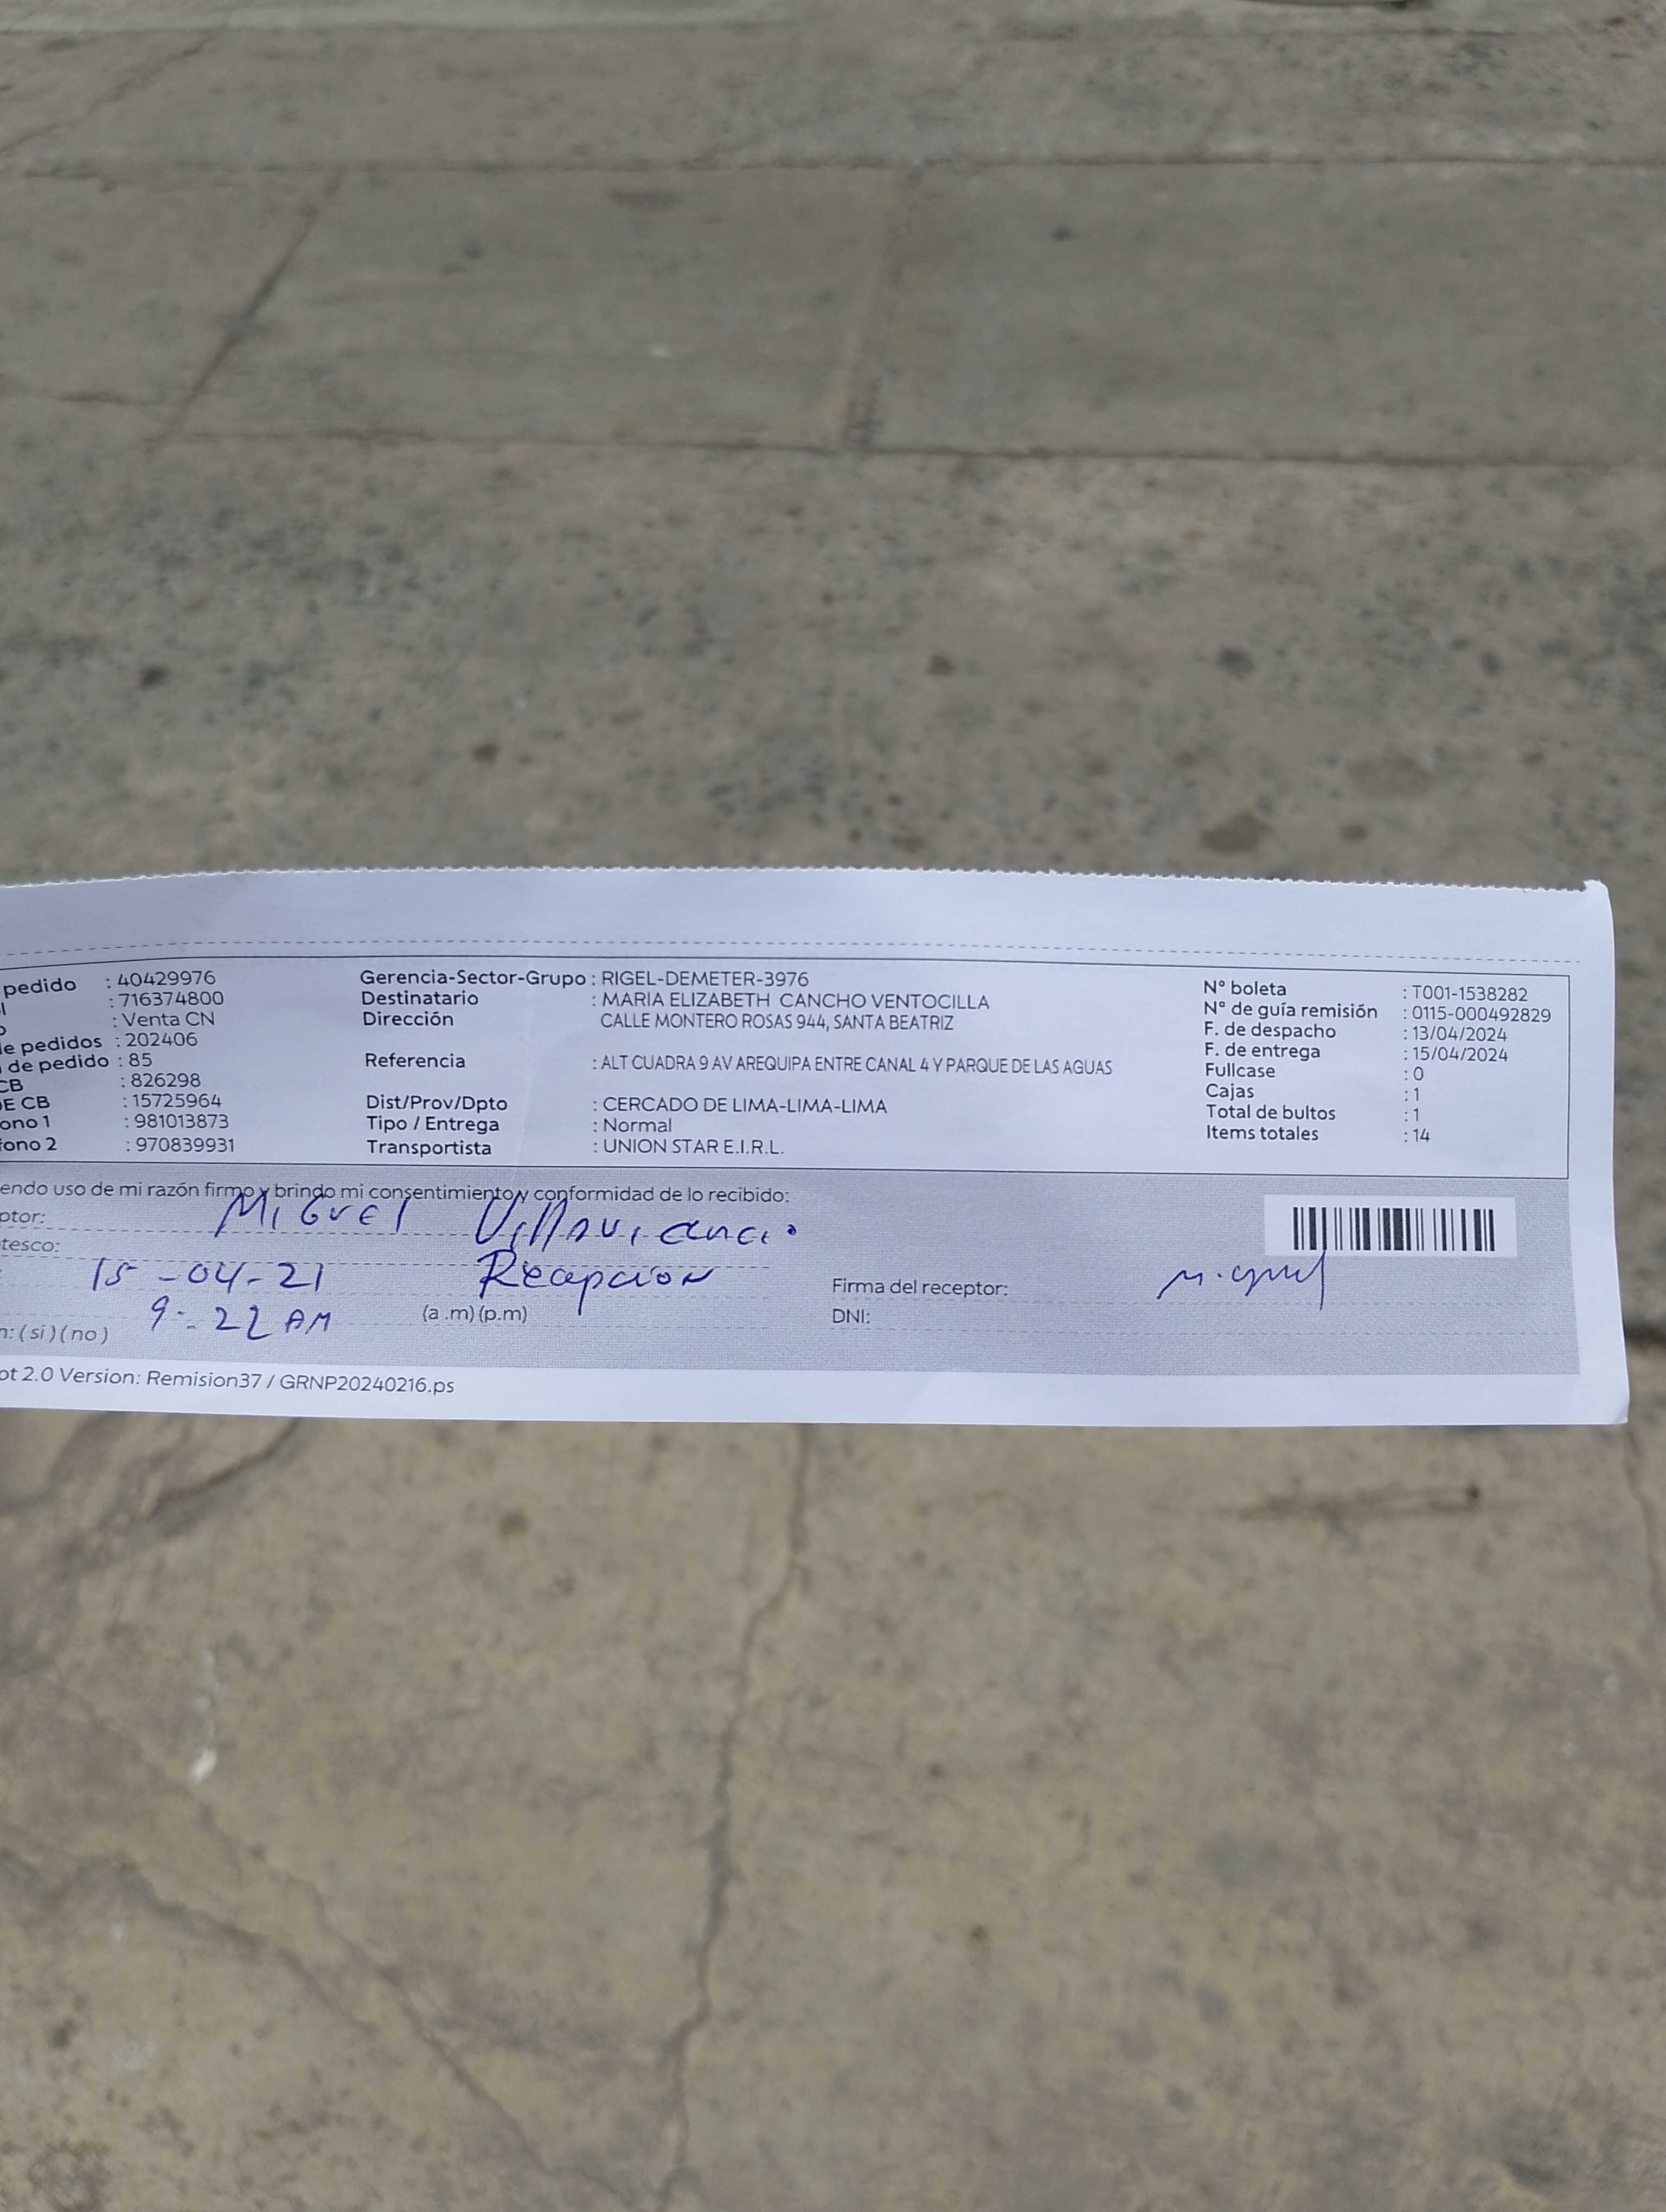 pedido : 40429976
l : 716374800
o : Venta CN
e pedidos : 202406
de pedido : 85
CB : 826298
E CB : 15725964
ono 1 : 981013873
fono 2 : 970839931
Gerencia-Sector-Grupo : RIGEL-DEMETER-3976
Destinatario : MARIA ELIZABETH CANCHO VENTOCILLA
Dirección CALLE MONTERO ROSAS 944, SANTA BEATRIZ
Referencia : ALT CUADRA 9 AV AREQUIPA ENTRE CANAL 4 Y PARQUE DE LAS AGUAS
Dist/Prov/Dpto : CERCADO DE LIMA-LIMA-LIMA
Tipo / Entrega : Normal
Transportista : UNION STAR E.I.R.L.
N° boleta : T001-1538282
N° de guía remisión : 0115-000492829
F. de despacho : 13/04/2024
F. de entrega : 15/04/2024
Fullcase : 0
Cajas : 1
Total de bultos : 1
Items totales : 14
endo uso de mi razón firmo y brindo mi consentimiento y conformidad de lo recibido:
ptor: Miguel Villavicencio
tesco:
15-04-21 Recepcion
9:22 AM (a .m) (p.m)
n: ( si ) ( no )
Firma del receptor: Miguel
DNI:
ot 2.0 Version: Remision37 / GRNP20240216.ps